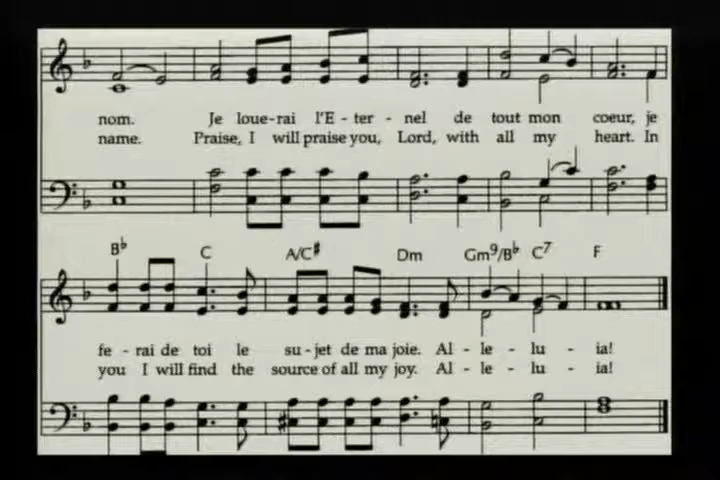 nom. Je loue-rai l'E - ter - nel de tout mon coeur, je
name. Praise, I will praise you, Lord, with all my heart. In
B♭ C A/C♯ Dm Gm9/B♭ C7 F
fe - rai de toi le su - jet de ma joie. Al - le - lu - ia!
you I will find the source of all my joy. Al - le - lu - ia!